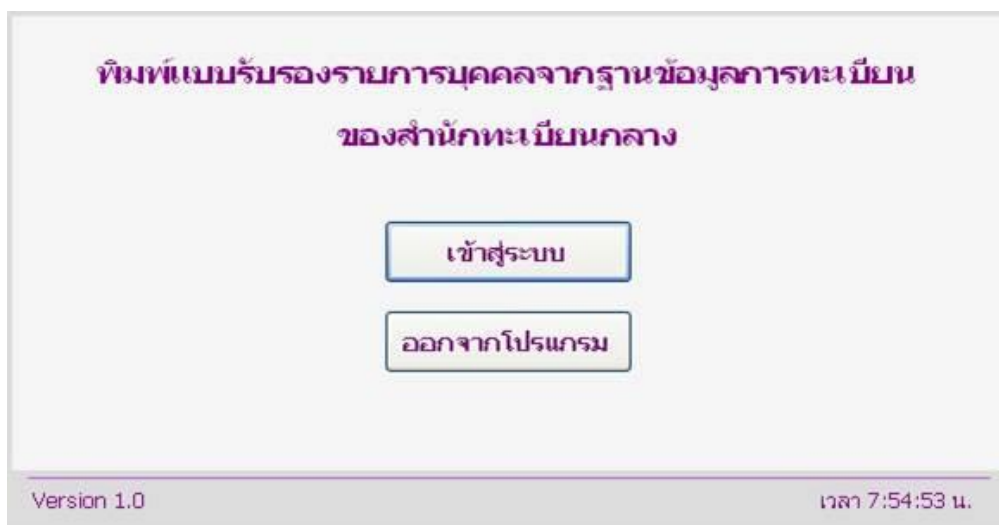 พิมพ์แบบรับรองรายการบุคคลจากฐานข้อมูลการทะเบียน
ของสำนักทะเบียนกลาง
เข้าสู่ระบบ
ออกจากโปรแกรม
Version 1.0 เวลา 7:54:53 น.